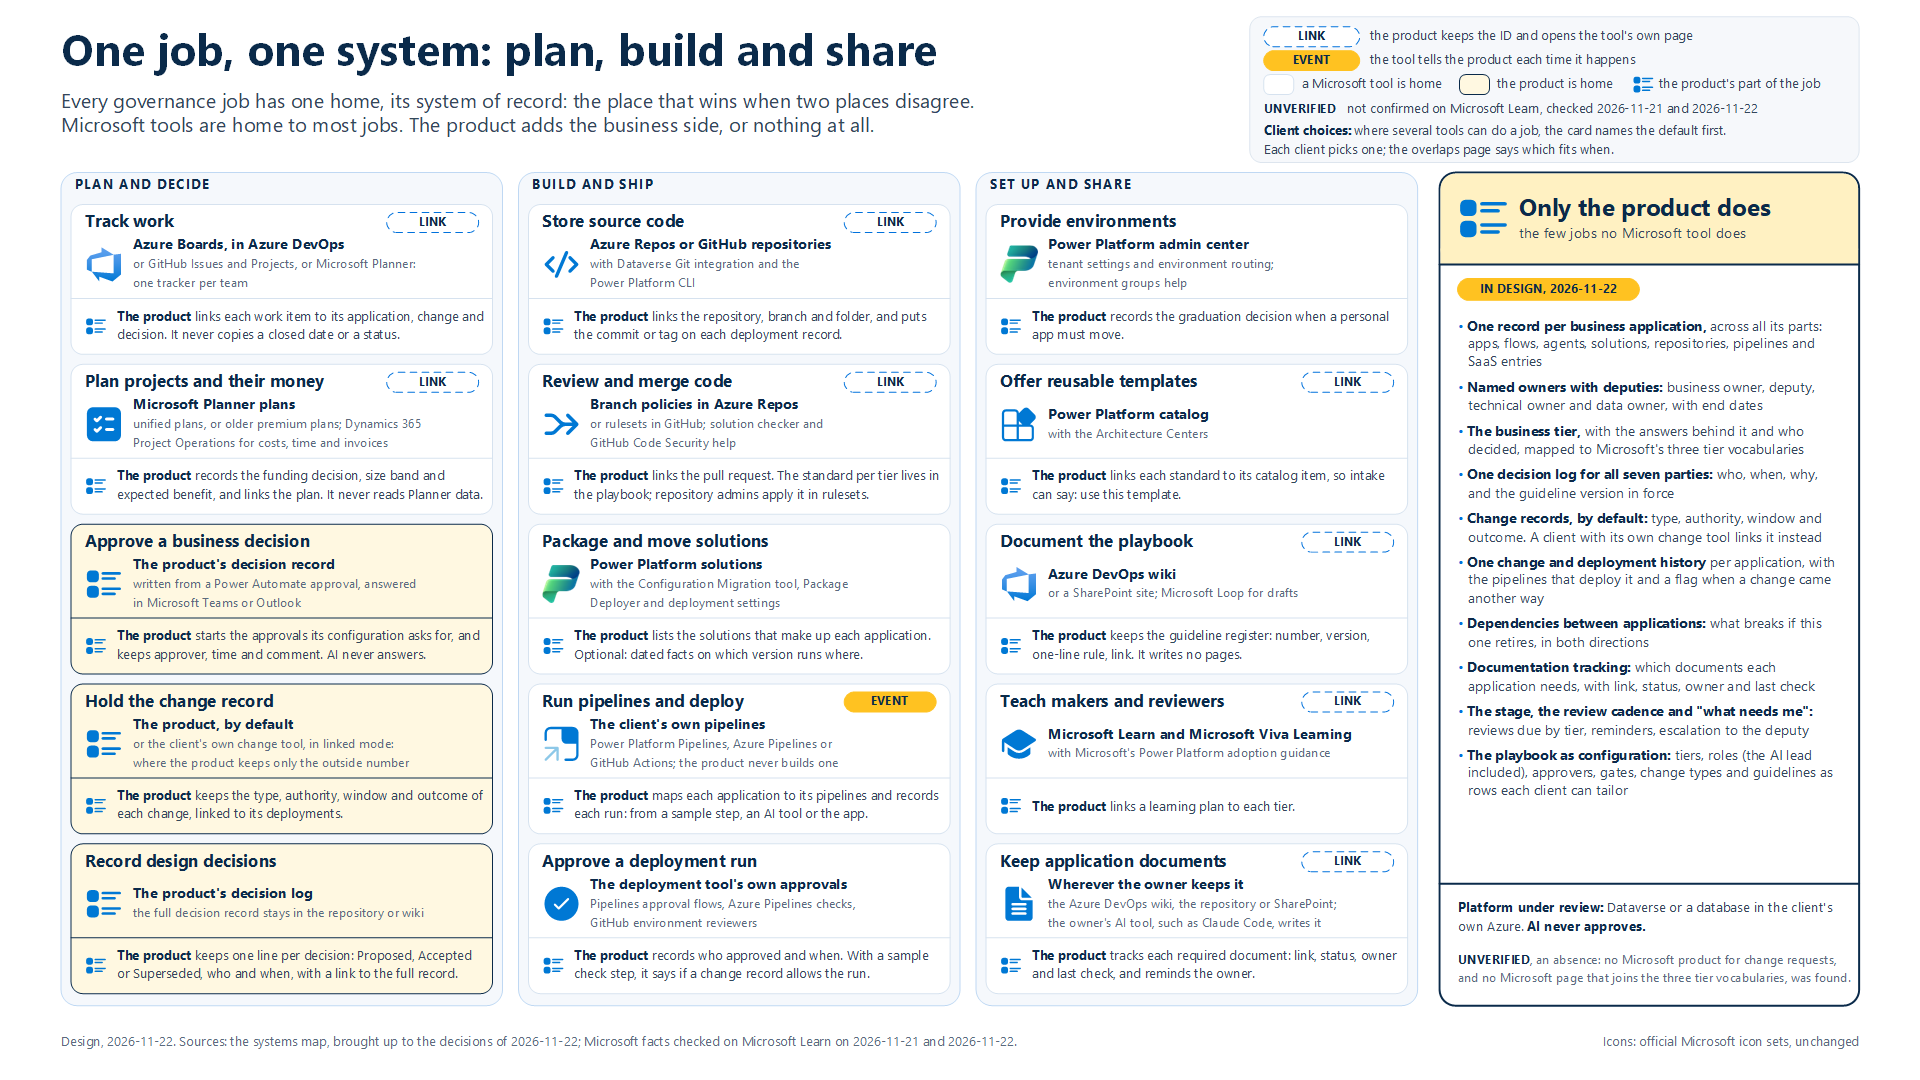 One job, one system: plan, build and share
Every governance job has one home, its system of record: the place that wins when two places disagree.
Microsoft tools are home to most jobs. The product adds the business side, or nothing at all.
LINK the product keeps the ID and opens the tool's own page
EVENT the tool tells the product each time it happens
a Microsoft tool is home the product is home the product's part of the job
UNVERIFIED not confirmed on Microsoft Learn, checked 2026-11-21 and 2026-11-22
Client choices: where several tools can do a job, the card names the default first.
Each client picks one; the overlaps page says which fits when.
PLAN AND DECIDE
Track work LINK
Azure Boards, in Azure DevOps
or GitHub Issues and Projects, or Microsoft Planner:
one tracker per team
The product links each work item to its application, change and
decision. It never copies a closed date or a status.
Plan projects and their money LINK
Microsoft Planner plans
unified plans, or older premium plans; Dynamics 365
Project Operations for costs, time and invoices
The product records the funding decision, size band and
expected benefit, and links the plan. It never reads Planner data.
Approve a business decision
The product's decision record
written from a Power Automate approval, answered
in Microsoft Teams or Outlook
The product starts the approvals its configuration asks for, and
keeps approver, time and comment. AI never answers.
Hold the change record
The product, by default
or the client's own change tool, in linked mode:
where the product keeps only the outside number
The product keeps the type, authority, window and outcome of
each change, linked to its deployments.
Record design decisions
The product's decision log
the full decision record stays in the repository or wiki
The product keeps one line per decision: Proposed, Accepted
or Superseded, who and when, with a link to the full record.
BUILD AND SHIP
Store source code LINK
Azure Repos or GitHub repositories
with Dataverse Git integration and the
Power Platform CLI
The product links the repository, branch and folder, and puts
the commit or tag on each deployment record.
Review and merge code LINK
Branch policies in Azure Repos
or rulesets in GitHub; solution checker and
GitHub Code Security help
The product links the pull request. The standard per tier lives in
the playbook; repository admins apply it in rulesets.
Package and move solutions
Power Platform solutions
with the Configuration Migration tool, Package
Deployer and deployment settings
The product lists the solutions that make up each application.
Optional: dated facts on which version runs where.
Run pipelines and deploy EVENT
The client's own pipelines
Power Platform Pipelines, Azure Pipelines or
GitHub Actions; the product never builds one
The product maps each application to its pipelines and records
each run: from a sample step, an AI tool or the app.
Approve a deployment run
The deployment tool's own approvals
Pipelines approval flows, Azure Pipelines checks,
GitHub environment reviewers
The product records who approved and when. With a sample
check step, it says if a change record allows the run.
SET UP AND SHARE
Provide environments
Power Platform admin center
tenant settings and environment routing;
environment groups help
The product records the graduation decision when a personal
app must move.
Offer reusable templates LINK
Power Platform catalog
with the Architecture Centers
The product links each standard to its catalog item, so intake
can say: use this template.
Document the playbook LINK
Azure DevOps wiki
or a SharePoint site; Microsoft Loop for drafts
The product keeps the guideline register: number, version,
one-line rule, link. It writes no pages.
Teach makers and reviewers LINK
Microsoft Learn and Microsoft Viva Learning
with Microsoft's Power Platform adoption guidance
The product links a learning plan to each tier.
Keep application documents LINK
Wherever the owner keeps it
the Azure DevOps wiki, the repository or SharePoint;
the owner's AI tool, such as Claude Code, writes it
The product tracks each required document: link, status, owner
and last check, and reminds the owner.
Only the product does
the few jobs no Microsoft tool does
IN DESIGN, 2026-11-22
• One record per business application, across all its parts:
apps, flows, agents, solutions, repositories, pipelines and
SaaS entries
• Named owners with deputies: business owner, deputy,
technical owner and data owner, with end dates
• The business tier, with the answers behind it and who
decided, mapped to Microsoft's three tier vocabularies
• One decision log for all seven parties: who, when, why,
and the guideline version in force
• Change records, by default: type, authority, window and
outcome. A client with its own change tool links it instead
• One change and deployment history per application, with
the pipelines that deploy it and a flag when a change came
another way
• Dependencies between applications: what breaks if this
one retires, in both directions
• Documentation tracking: which documents each
application needs, with link, status, owner and last check
• The stage, the review cadence and "what needs me":
reviews due by tier, reminders, escalation to the deputy
• The playbook as configuration: tiers, roles (the AI lead
included), approvers, gates, change types and guidelines as
rows each client can tailor
Platform under review: Dataverse or a database in the client's
own Azure. AI never approves.
UNVERIFIED, an absence: no Microsoft product for change requests,
and no Microsoft page that joins the three tier vocabularies, was found.
Design, 2026-11-22. Sources: the systems map, brought up to the decisions of 2026-11-22; Microsoft facts checked on Microsoft Learn on 2026-11-21 and 2026-11-22.
Icons: official Microsoft icon sets, unchanged